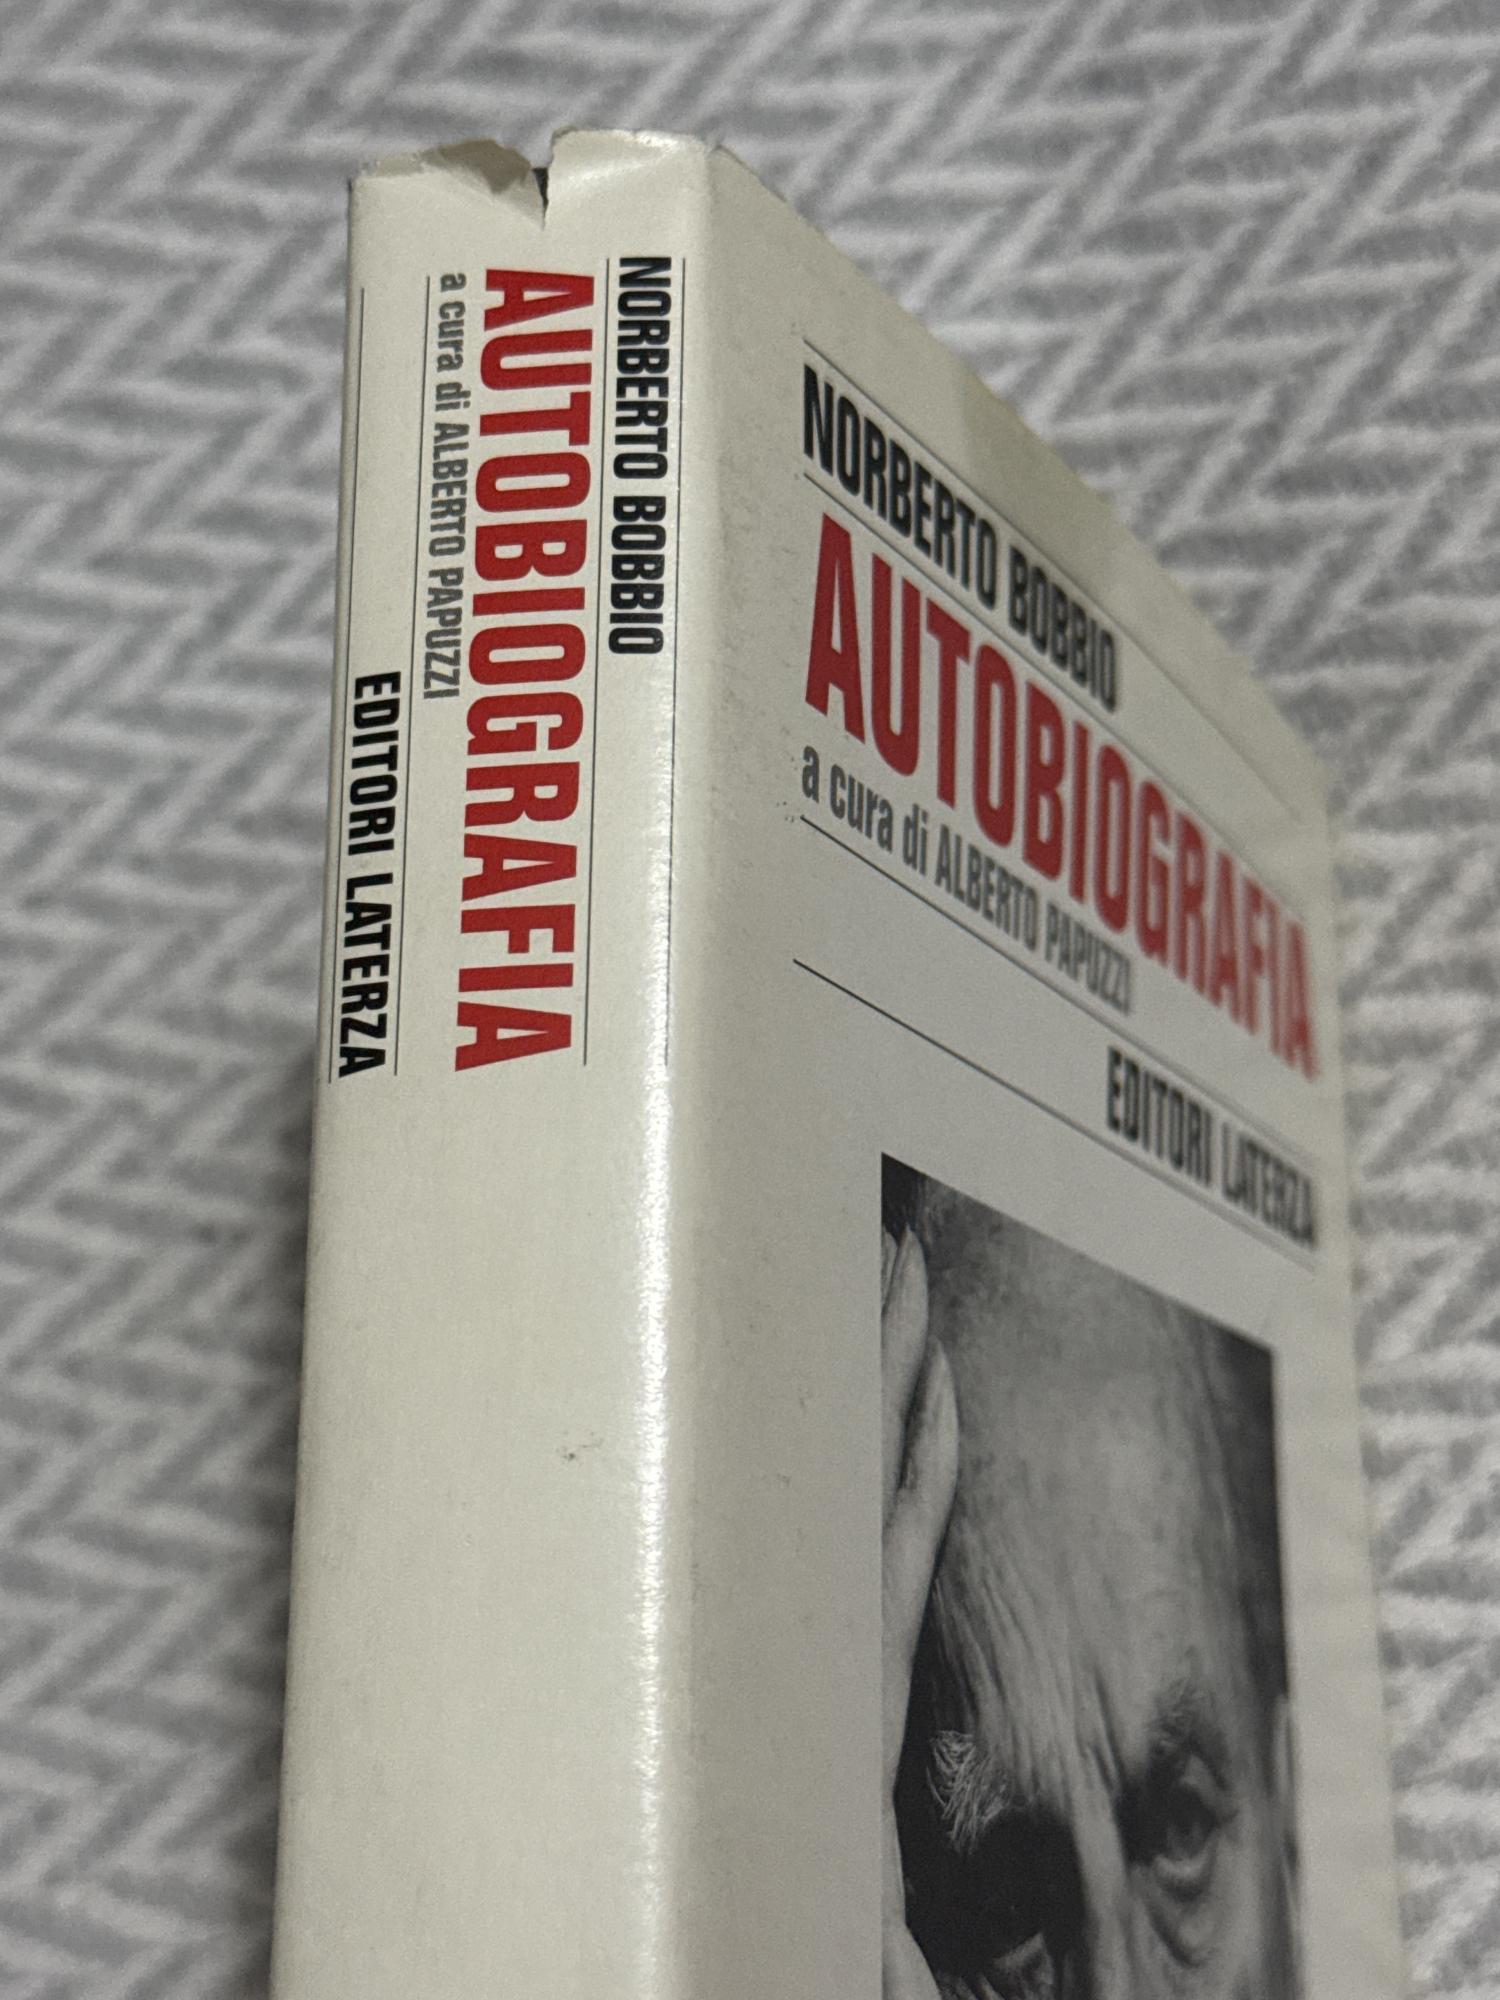 NORBERTO BOBBIO
AUTOBIOGRAFIA
a cura di ALBERTO PAPUZZI
EDITORI LATERZA
NORBERTO BOBBIO
AUTOBIOGRAFIA
a cura di ALBERTO PAPUZZI
EDITORI LATERZA